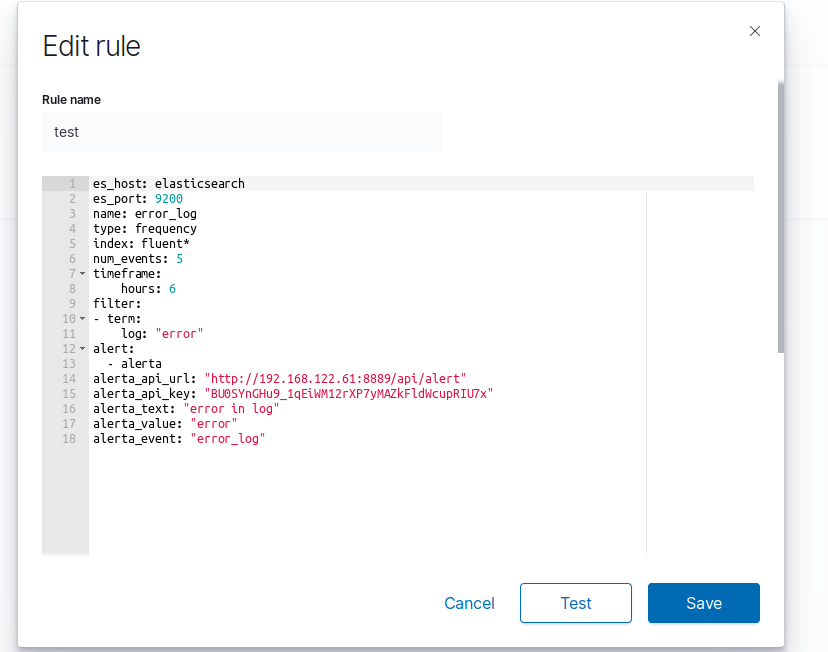 Edit rule
Rule name
test
1 es_host: elasticsearch
2 es_port: 9200
3 name: error_log
4 type: frequency
5 index: fluent*
6 num_events: 5
7 timeframe:
8     hours: 6
9 filter:
10 - term:
11     log: "error"
12 alert:
13   - alerta
14 alerta_api_url: "http://192.168.122.61:8889/api/alert"
15 alerta_api_key: "BU0SYnGHu9_1qEiWM12rXP7yMAZkFldWcupRIU7x"
16 alerta_text: "error in log"
17 alerta_value: "error"
18 alerta_event: "error_log"
Cancel Test Save